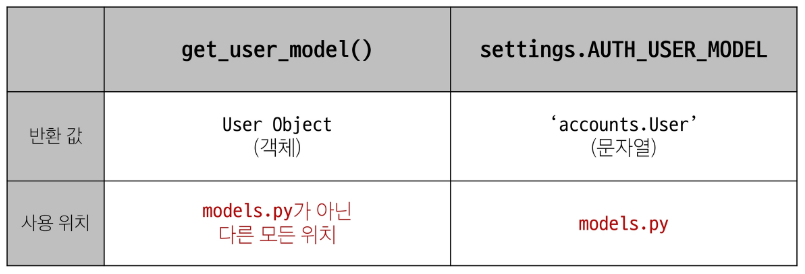 get_user_model()
settings.AUTH_USER_MODEL
반환 값
User Object
(객체)
‘accounts.User’
(문자열)
사용 위치
models.py가 아닌
다른 모든 위치
models.py